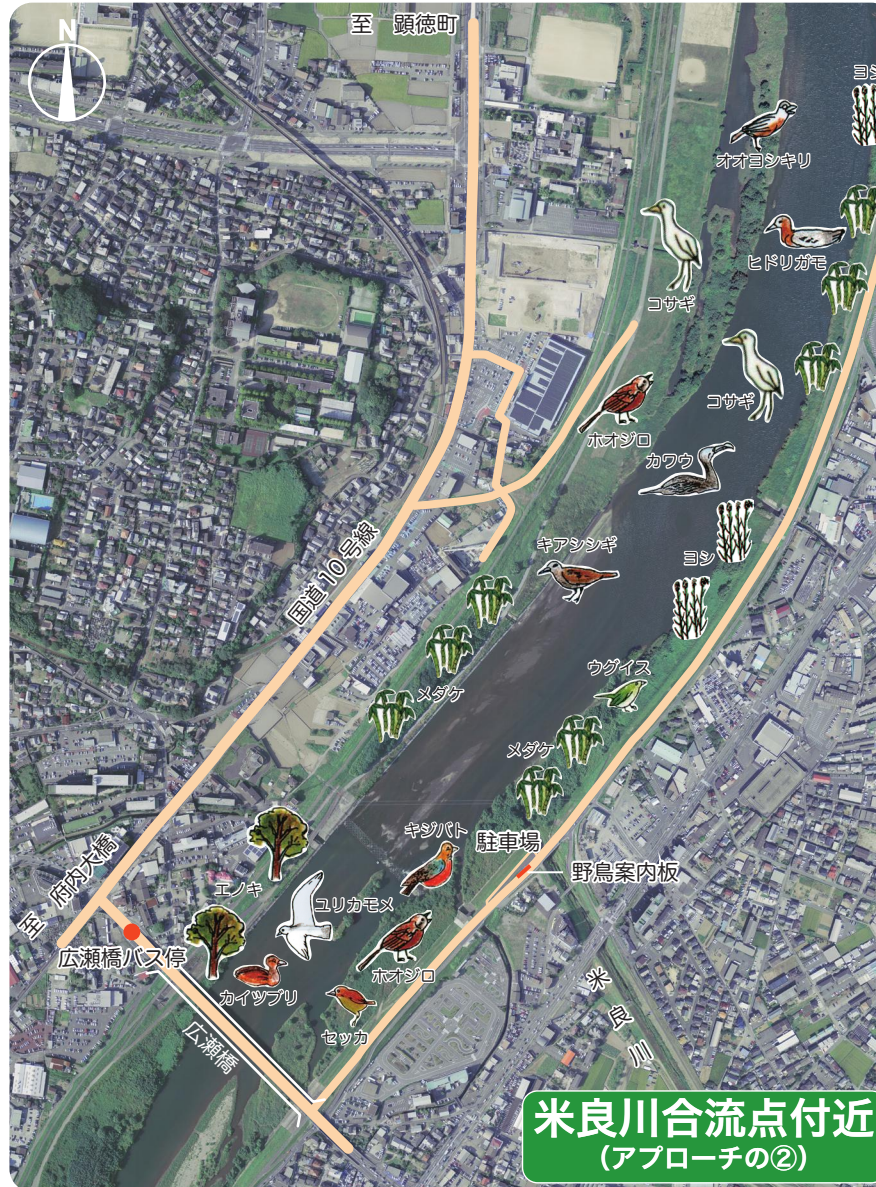 至　顕徳町
N
ヨシ
オオヨシキリ
ヒドリガモ
コサギ
コサギ
ホオジロ
カワウ
キアシシギ
ヨシ
国道10号線
ウグイス
メダケ
メダケ
キジバト
駐車場
野鳥案内板
至　府内大橋
エノキ
ユリカモメ
広瀬橋バス停
ホオジロ
カイツブリ
セッカ
広瀬橋
米良川
米良川合流点付近
(アプローチの②)